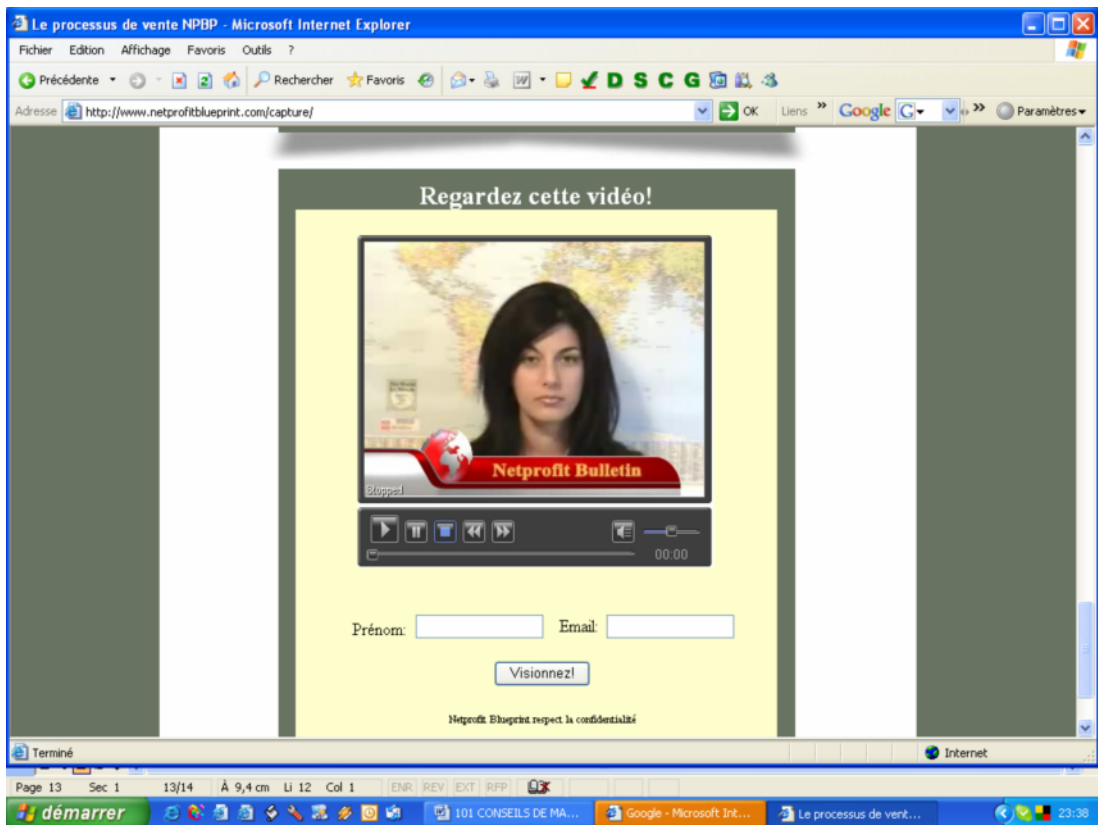 Le processus de vente NPBP - Microsoft Internet Explorer
Fichier Edition Affichage Favoris Outils ?
Précédente Rechercher Favoris W D S C G
Adresse http://www.netprofitblueprint.com/capture/ OK Liens » Google G » Paramètres
Regardez cette vidéo!
Netprofit Bulletin
Stopped
00:00
Prénom: Email:
Visionnez!
Netprofit Blueprint respect la confidentialité
Terminé Internet
Page 13 Sec 1 13/14 À 9,4 cm Li 12 Col 1 ENR REV EXT RFP
démarrer 101 CONSEILS DE MA... Google - Microsoft Int... Le processus de vent... 23:38